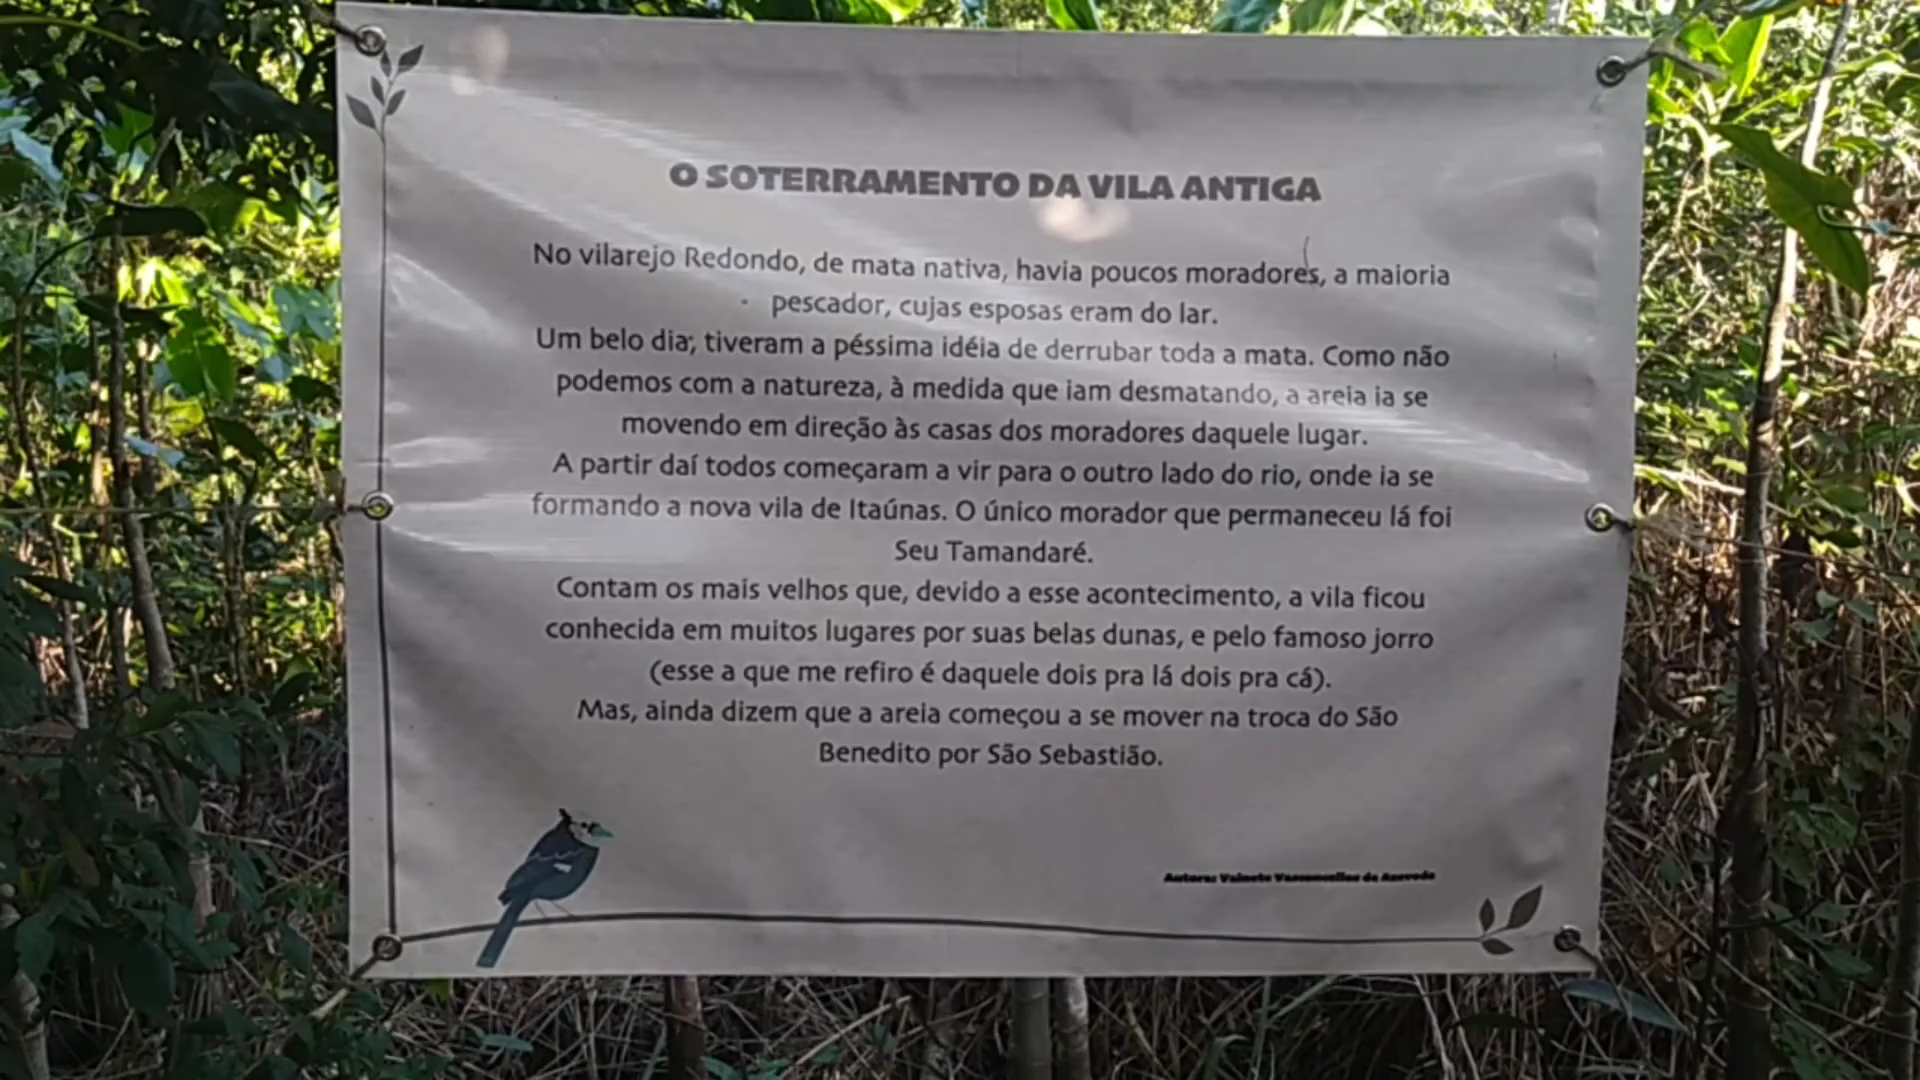 O SOTERRAMENTO DA VILA ANTIGA
No vilarejo Redondo, de mata nativa, havia poucos moradores, a maioria
pescador, cujas esposas eram do lar.
Um belo dia, tiveram a péssima idéia de derrubar toda a mata. Como não
podemos com a natureza, à medida que iam desmatando, a areia ia se
movendo em direção às casas dos moradores daquele lugar.
A partir daí todos começaram a vir para o outro lado do rio, onde ia se
formando a nova vila de Itaúnas. O único morador que permaneceu lá foi
Seu Tamandaré.
Contam os mais velhos que, devido a esse acontecimento, a vila ficou
conhecida em muitos lugares por suas belas dunas, e pelo famoso jorro
(esse a que me refiro é daquele dois pra lá dois pra cá).
Mas, ainda dizem que a areia começou a se mover na troca do São
Benedito por São Sebastião.
Autora: Vasconcellos de Azevedo